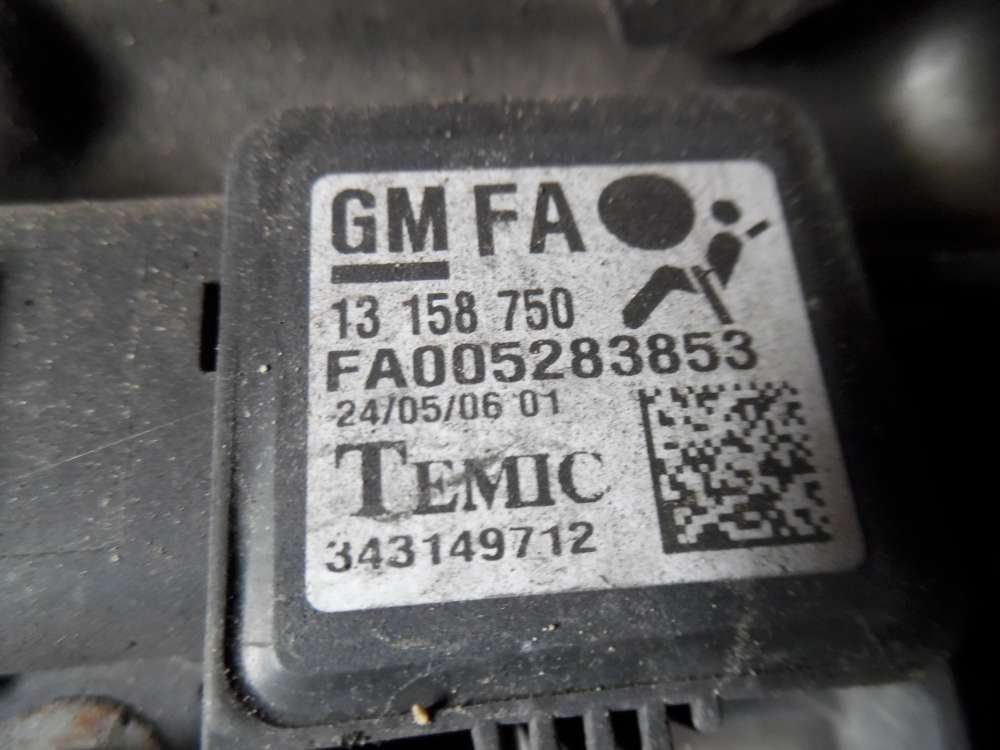 GM FA
13 158 750
FA005283853
24/05/06 01
TEMIC
343149712